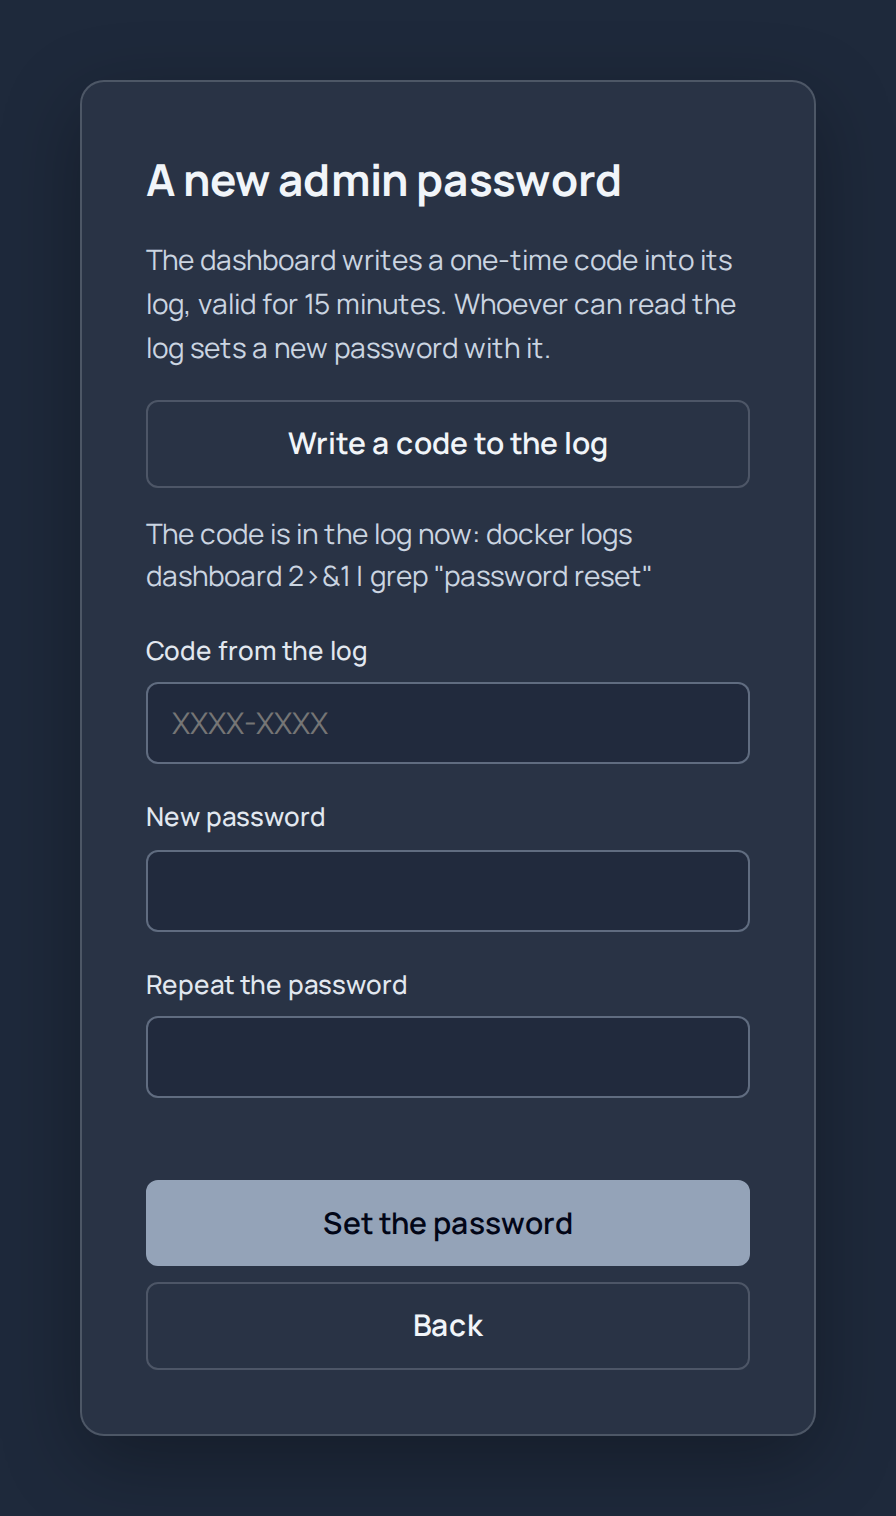 A new admin password
The dashboard writes a one-time code into its
log, valid for 15 minutes. Whoever can read the
log sets a new password with it.
Write a code to the log
The code is in the log now: docker logs
dashboard 2>&1 | grep "password reset"
Code from the log
XXXX-XXXX
New password
Repeat the password
Set the password
Back